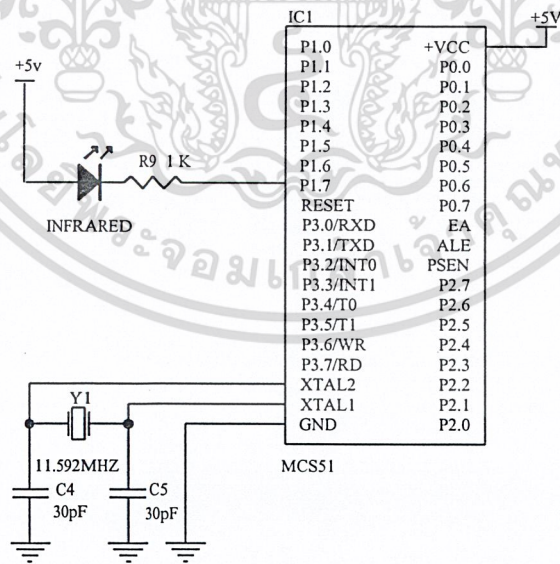 IC1
+5V
P1.0 +VCC
P1.1 P0.0
P1.2 P0.1
P1.3 P0.2
P1.4 P0.3
P1.5 P0.4
P1.6 P0.5
P1.7 P0.6
RESET P0.7
P3.0/RXD EA
P3.1/TXD ALE
P3.2/INT0 PSEN
P3.3/INT1 P2.7
P3.4/T0 P2.6
P3.5/T1 P2.5
P3.6/WR P2.4
P3.7/RD P2.3
XTAL2 P2.2
XTAL1 P2.1
GND P2.0
MCS51
+5v
R9 1 K
INFRARED
Y1
11.592MHZ
C4
30pF
C5
30pF